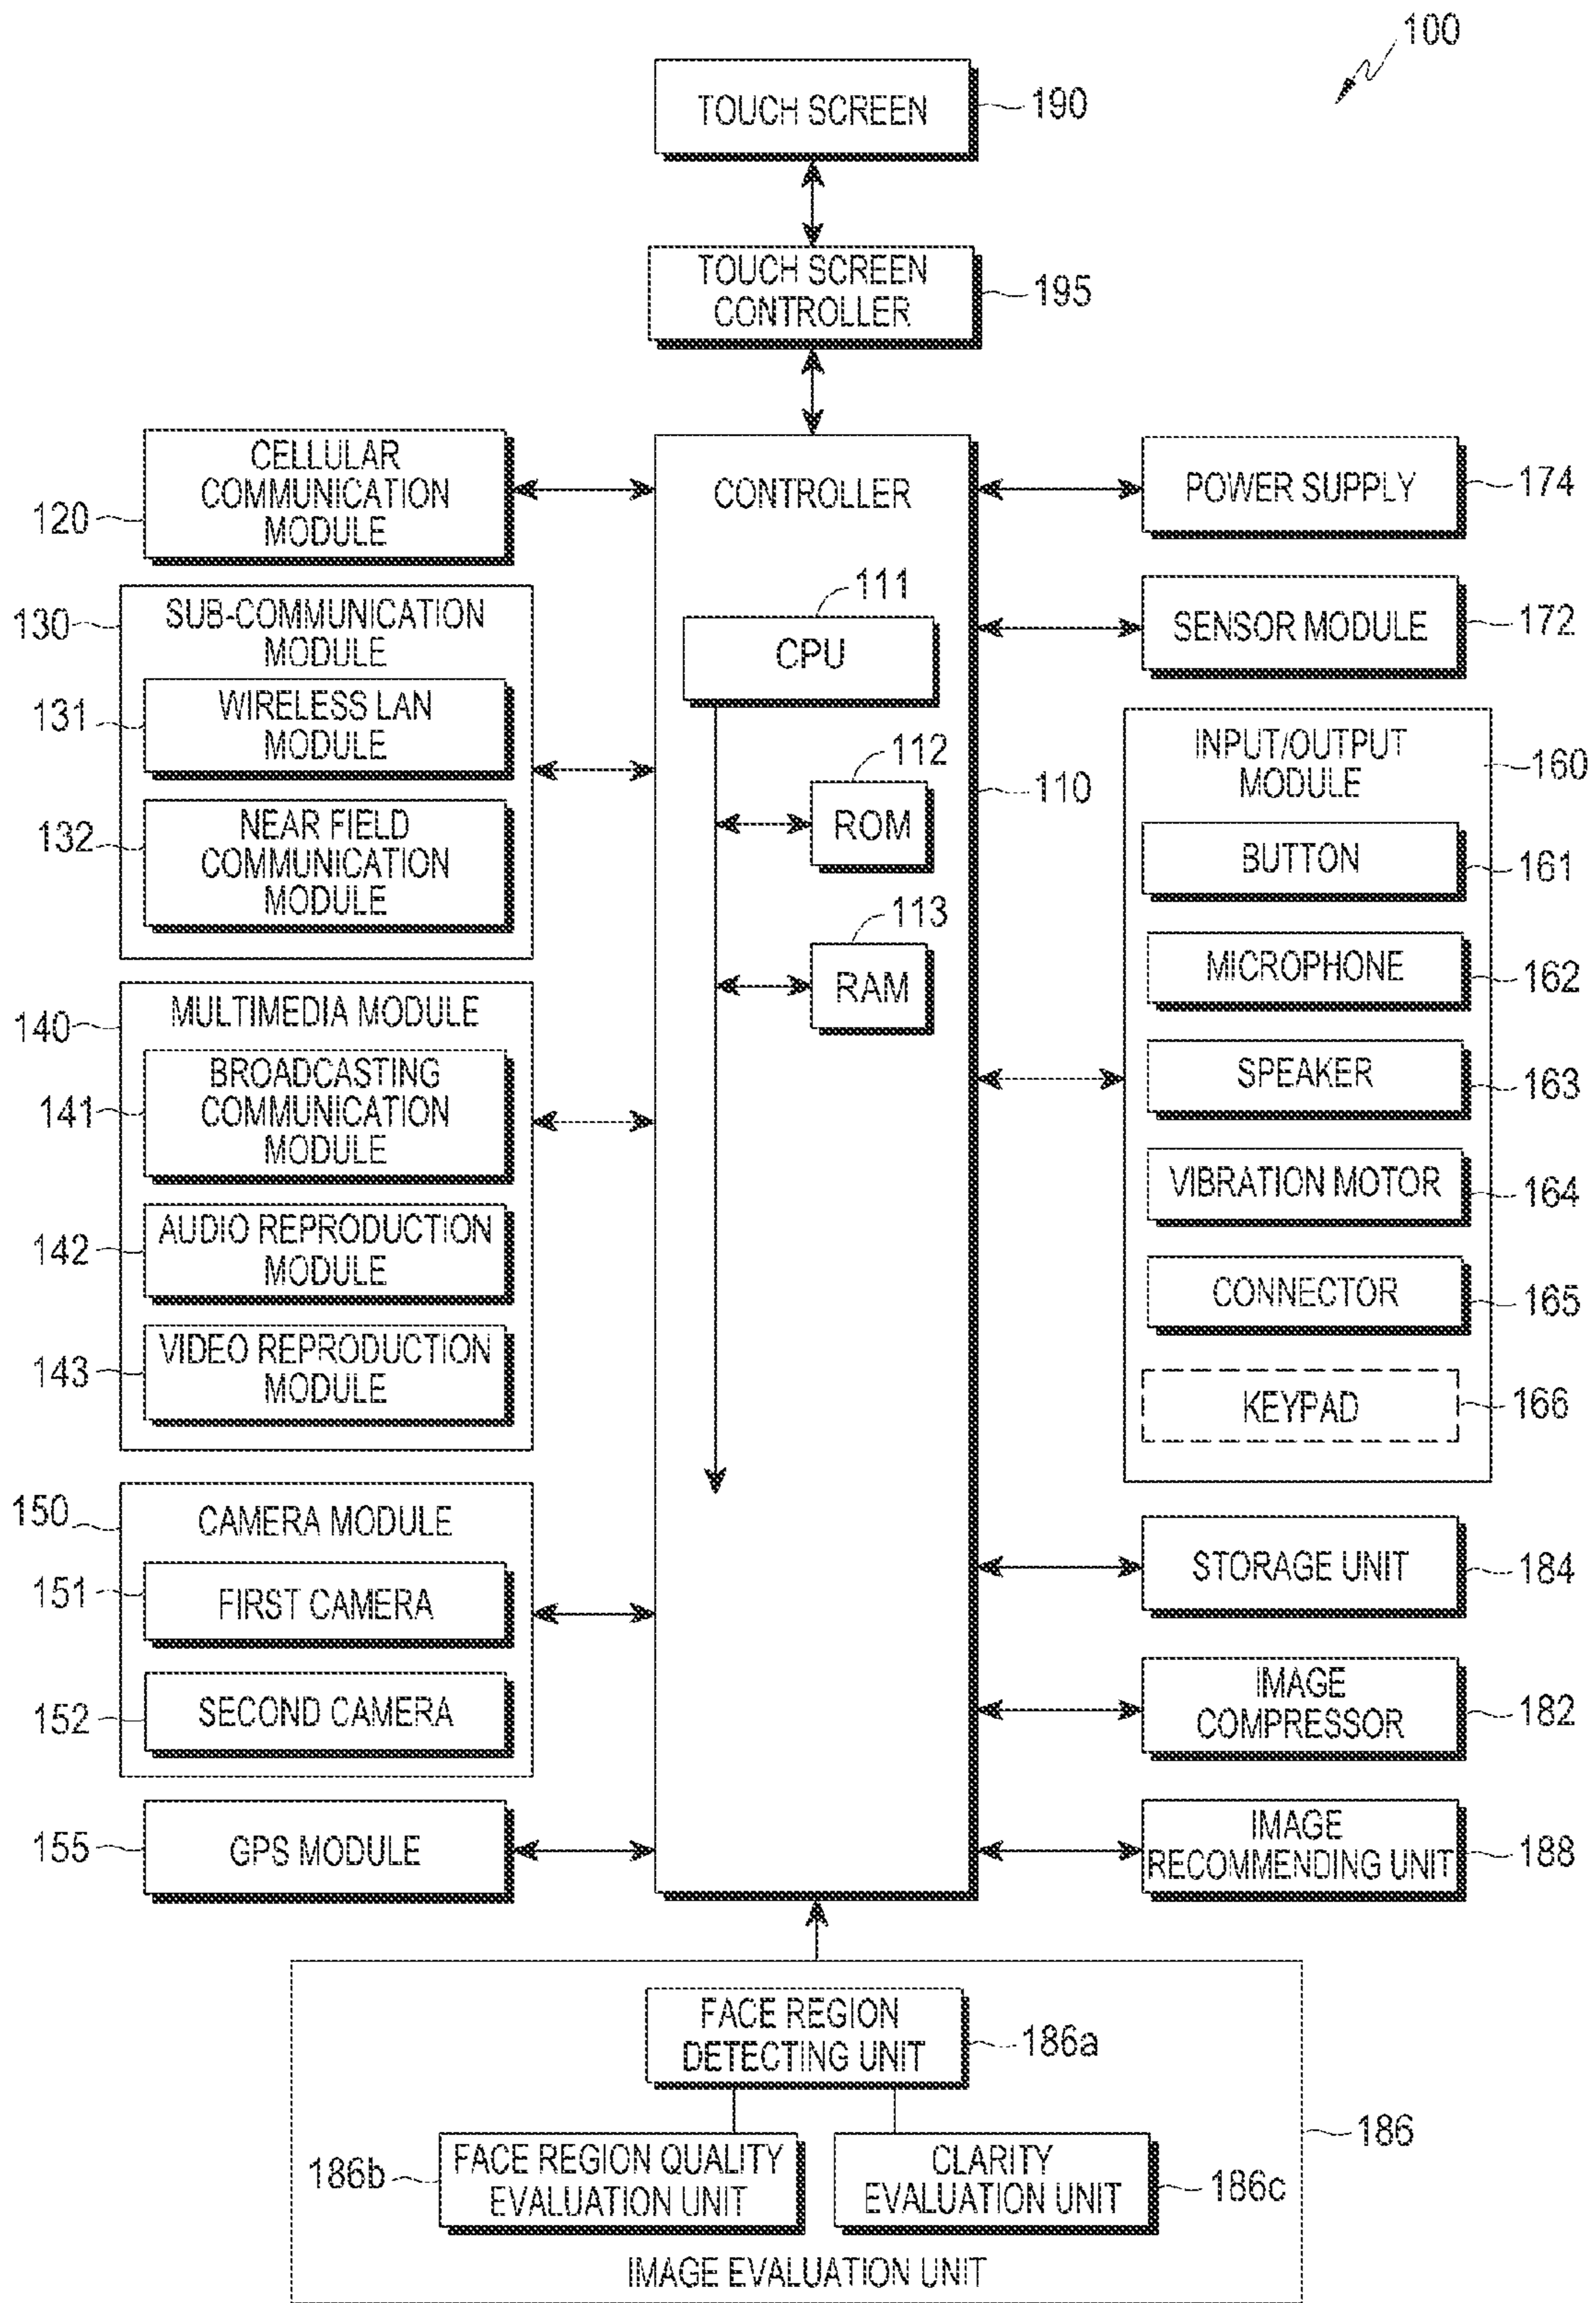 100
TOUCH SCREEN
190
TOUCH SCREEN
CONTROLLER
195
CELLULAR
COMMUNICATION
MODULE
120
SUB-COMMUNICATION
MODULE
130
WIRELESS LAN
MODULE
131
NEAR FIELD
COMMUNICATION
MODULE
132
MULTIMEDIA MODULE
140
BROADCASTING
COMMUNICATION
MODULE
141
AUDIO REPRODUCTION
MODULE
142
VIDEO REPRODUCTION
MODULE
143
CAMERA MODULE
150
FIRST CAMERA
151
SECOND CAMERA
152
GPS MODULE
155
CONTROLLER
110
111
CPU
112
ROM
113
RAM
POWER SUPPLY
174
SENSOR MODULE
172
INPUT/OUTPUT
MODULE
160
BUTTON
161
MICROPHONE
162
SPEAKER
163
VIBRATION MOTOR
164
CONNECTOR
165
KEYPAD
166
STORAGE UNIT
184
IMAGE
COMPRESSOR
182
IMAGE
RECOMMENDING UNIT
188
FACE REGION
DETECTING UNIT
186a
186
FACE REGION QUALITY
EVALUATION UNIT
186b
CLARITY
EVALUATION UNIT
186c
IMAGE EVALUATION UNIT